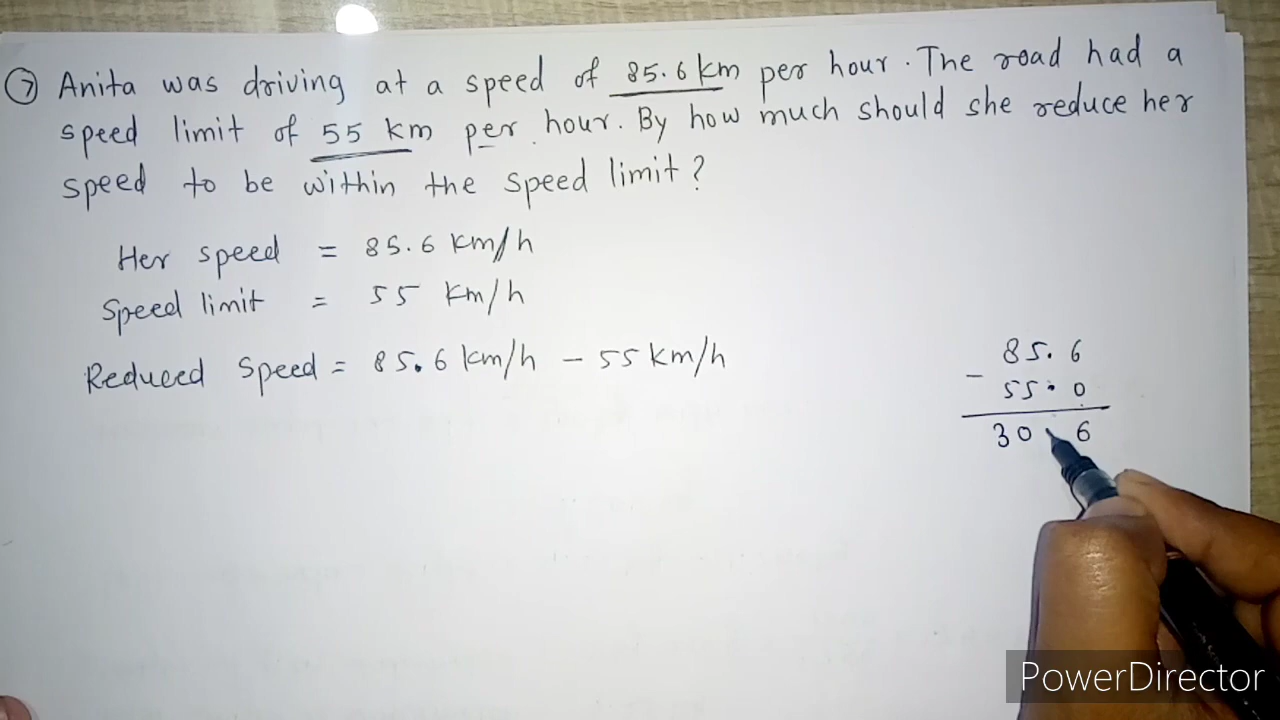 7 Anita was driving at a speed of 85.6 km per hour. The road had a
speed limit of 55 km per hour. By how much should she reduce her
speed to be within the speed limit?
Her speed = 85.6 km/h
Speed limit = 55 km/h
Reduced Speed = 85.6 km/h - 55 km/h
85.6
- 55.0
30 6
PowerDirector